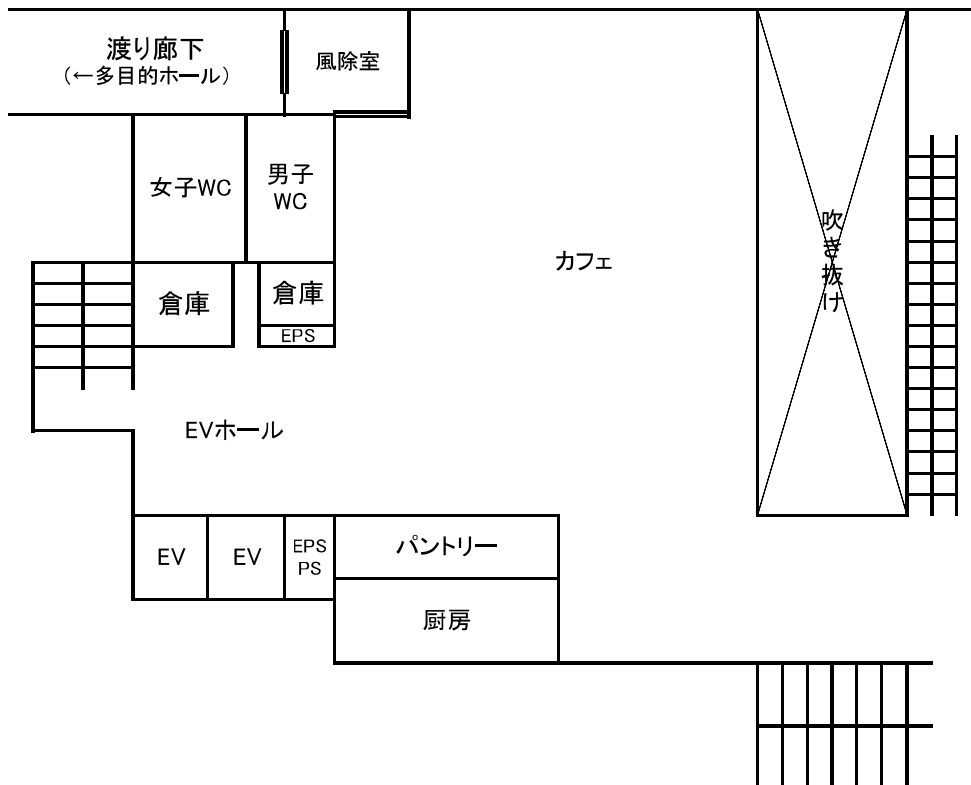 渡り廊下
（←多目的ホール）
風除室
女子WC
男子
WC
倉庫
倉庫
EPS
カフェ
吹き抜け
EVホール
EV
EV
EPS
PS
パントリー
厨房